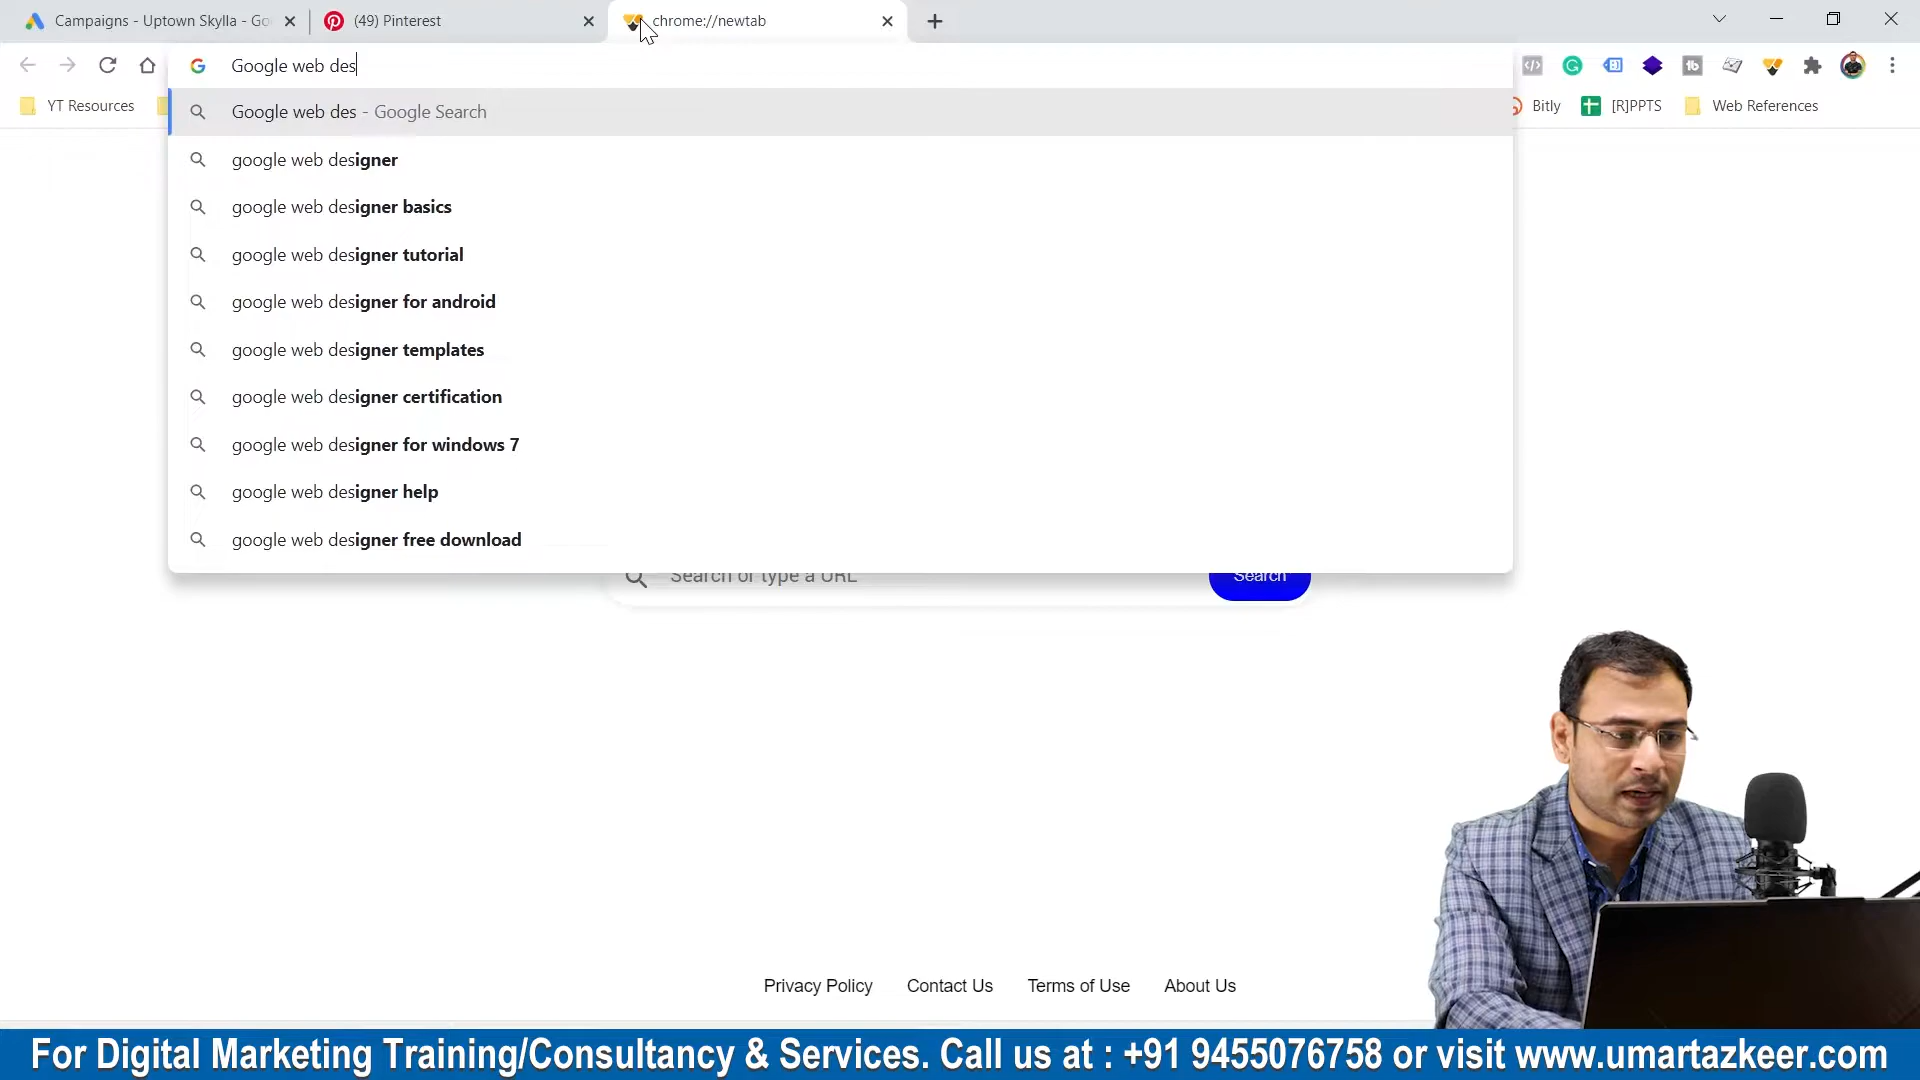 Campaigns - Uptown Skylla - Go
(49) Pinterest
chrome://newtab
Google web des
YT Resources
Bitly
[R]PPTS
Web References
Google web des - Google Search
google web designer
google web designer basics
google web designer tutorial
google web designer for android
google web designer templates
google web designer certification
google web designer for windows 7
google web designer help
google web designer free download
Search or type a URL
Search
Privacy Policy
Contact Us
Terms of Use
About Us
For Digital Marketing Training/Consultancy & Services. Call us at : +91 9455076758 or visit www.umartazkeer.com